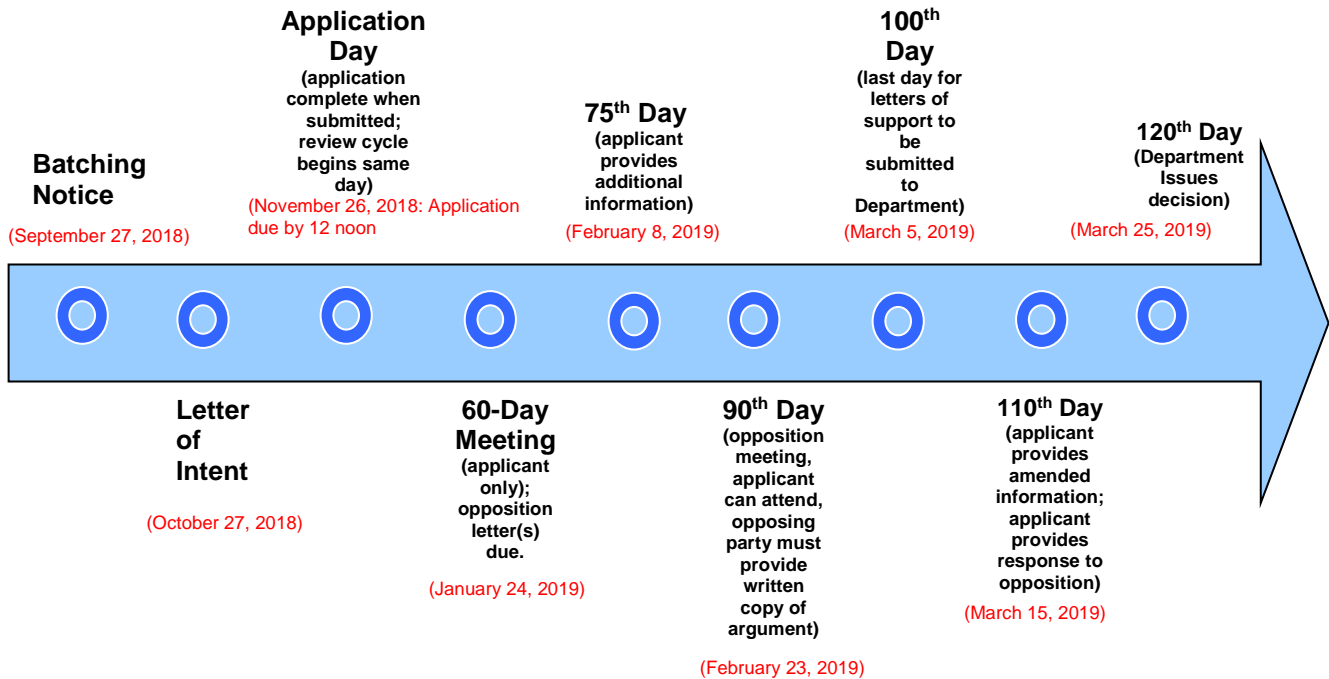 Batching
Notice
(September 27, 2018)
Letter
of
Intent
(October 27, 2018)
Application
Day
(application
complete when
submitted;
review cycle
begins same
day)
(November 26, 2018: Application
due by 12 noon
60-Day
Meeting
(applicant
only);
opposition
letter(s)
due.
(January 24, 2019)
75th Day
(applicant
provides
additional
information)
(February 8, 2019)
90th Day
(opposition
meeting,
applicant
can attend,
opposing
party must
provide
written
copy of
argument)
(February 23, 2019)
100th
Day
(last day for
letters of
support to
be
submitted
to
Department)
(March 5, 2019)
110th Day
(applicant
provides
amended
information;
applicant
provides
response to
opposition)
(March 15, 2019)
120th Day
(Department
Issues
decision)
(March 25, 2019)